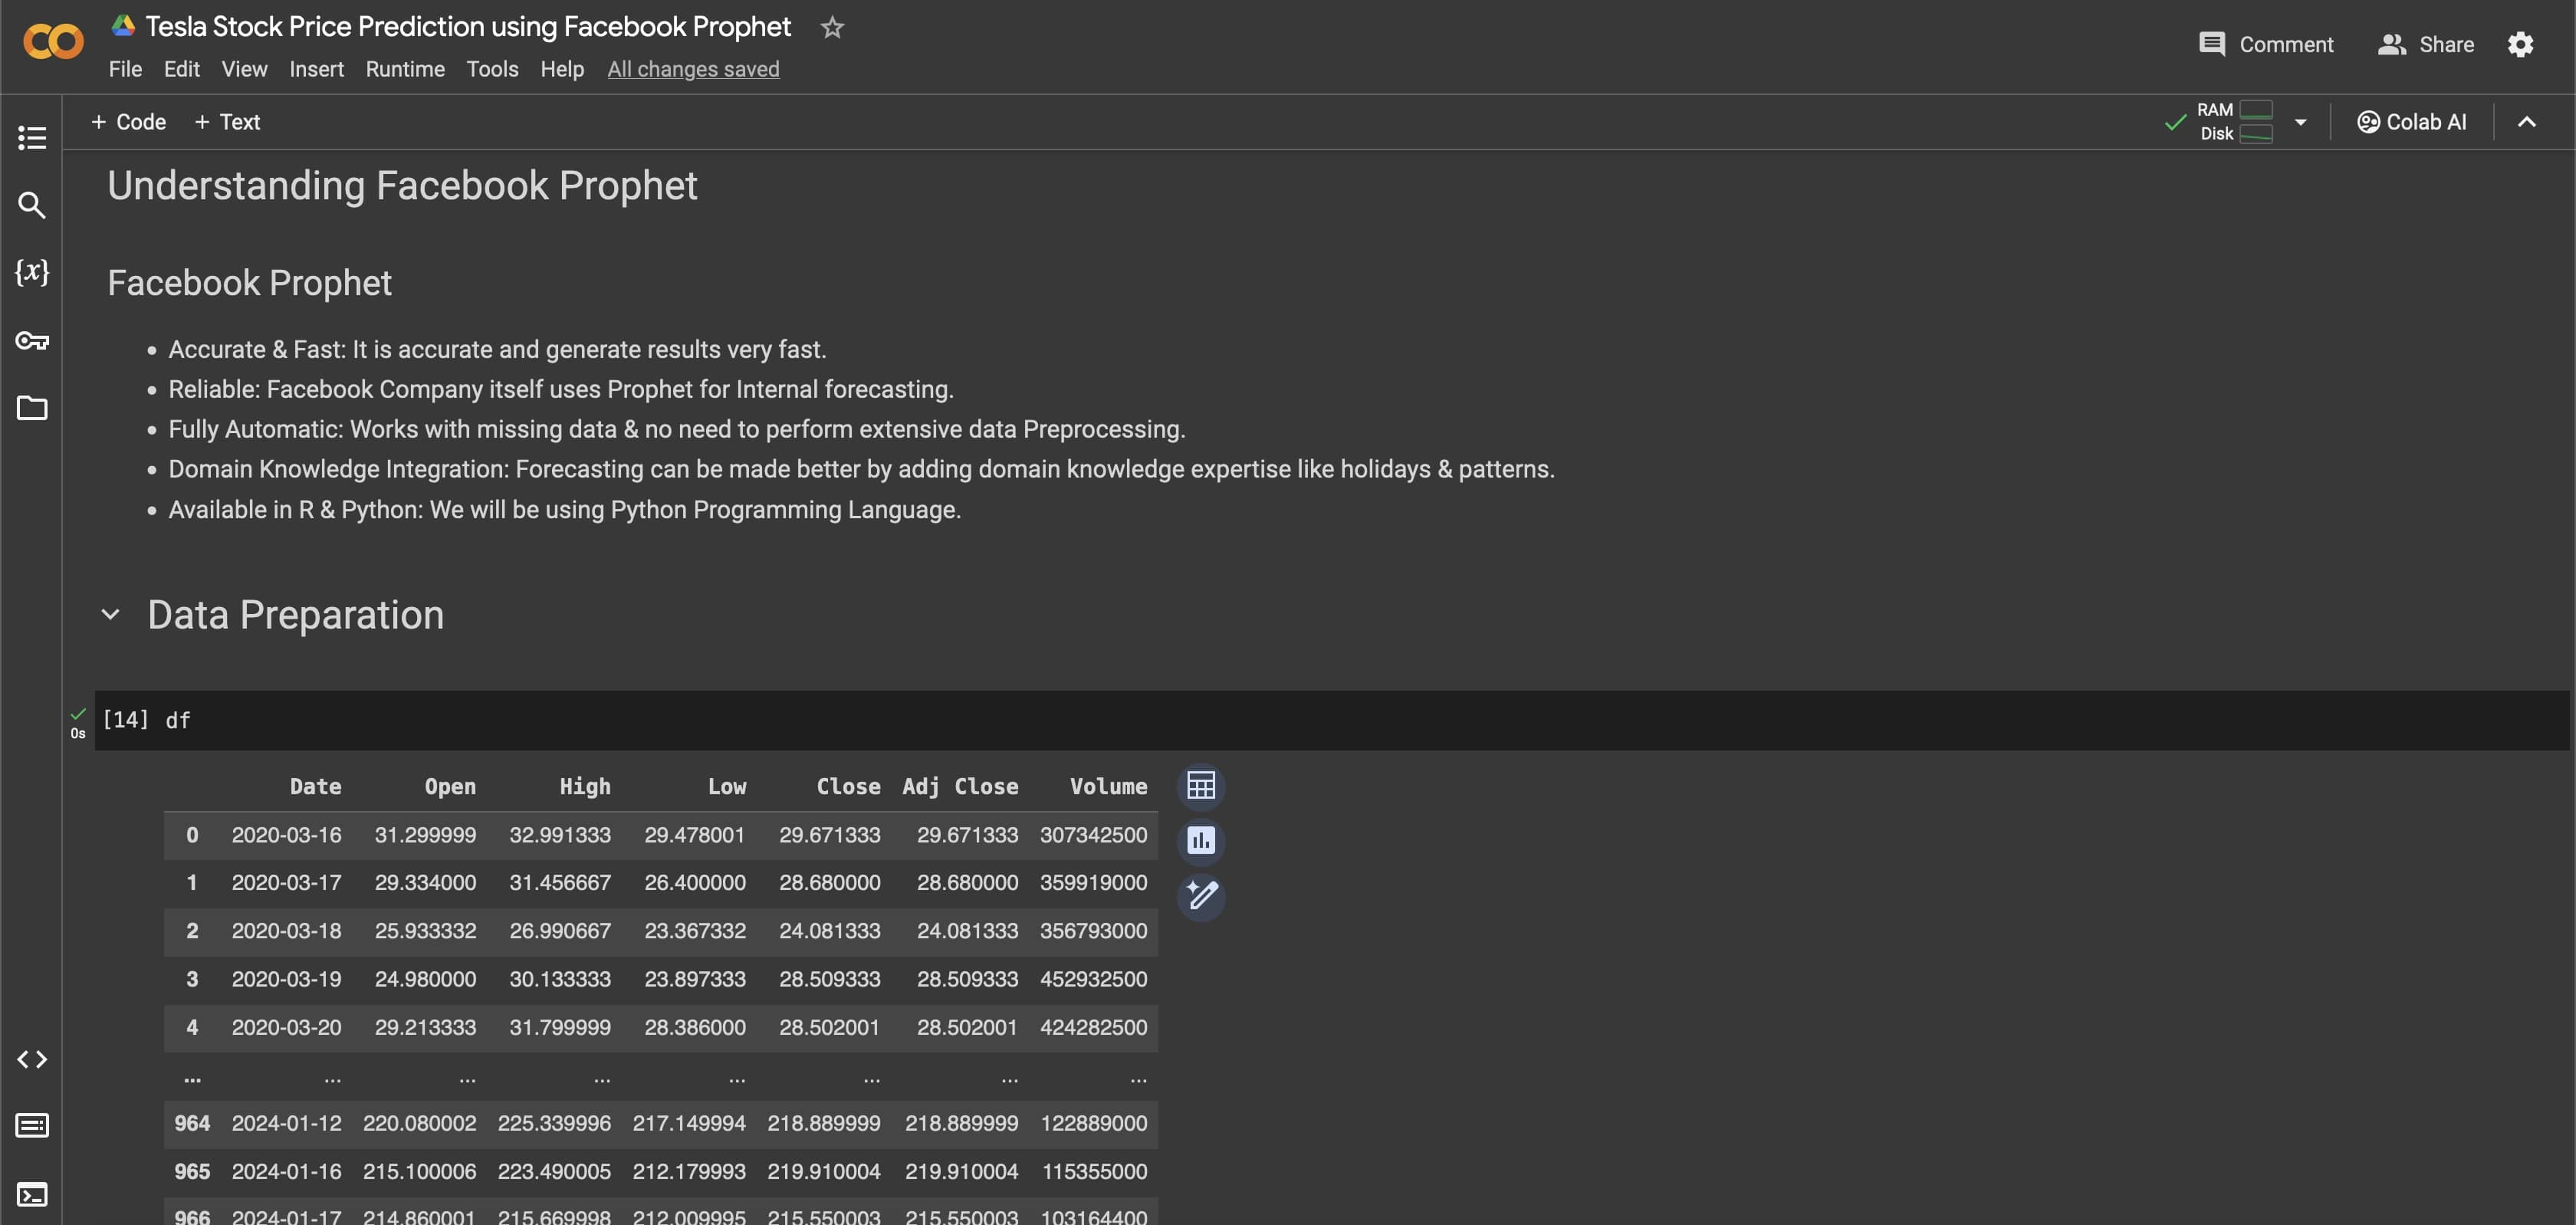 Tesla Stock Price Prediction using Facebook Prophet
Comment Share
File Edit View Insert Runtime Tools Help All changes saved
+ Code + Text
RAM
Disk
Colab AI
Understanding Facebook Prophet
{x}
Facebook Prophet
• Accurate & Fast: It is accurate and generate results very fast.
• Reliable: Facebook Company itself uses Prophet for Internal forecasting.
• Fully Automatic: Works with missing data & no need to perform extensive data Preprocessing.
• Domain Knowledge Integration: Forecasting can be made better by adding domain knowledge expertise like holidays & patterns.
• Available in R & Python: We will be using Python Programming Language.
Data Preparation
[14] df
0s
Date Open High Low Close Adj Close Volume
0 2020-03-16 31.299999 32.991333 29.478001 29.671333 29.671333 307342500
1 2020-03-17 29.334000 31.456667 26.400000 28.680000 28.680000 359919000
2 2020-03-18 25.933332 26.990667 23.367332 24.081333 24.081333 356793000
3 2020-03-19 24.980000 30.133333 23.897333 28.509333 28.509333 452932500
4 2020-03-20 29.213333 31.799999 28.386000 28.502001 28.502001 424282500
... ... ... ... ... ... ... ...
964 2024-01-12 220.080002 225.339996 217.149994 218.889999 218.889999 122889000
965 2024-01-16 215.100006 223.490005 212.179993 219.910004 219.910004 115355000
966 2024-01-17 214.860001 215.669998 212.009995 215.550003 215.550003 103164400